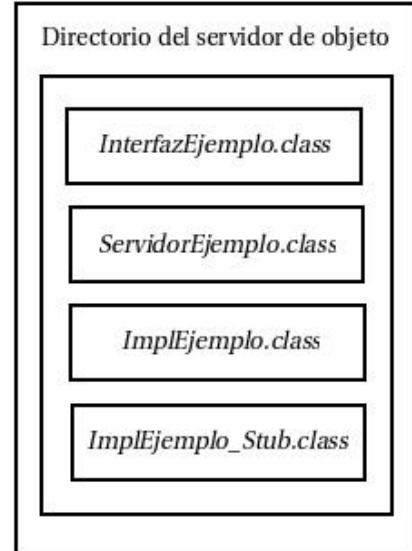 Directorio del servidor de objeto
InterfazEjemplo.class
ServidorEjemplo.class
ImplEjemplo.class
ImplEjemplo_Stub.class